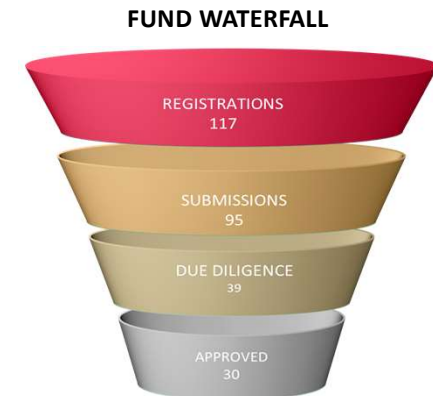 FUND WATERFALL
REGISTRATIONS
117
SUBMISSIONS
95
DUE DILIGENCE
39
APPROVED
30